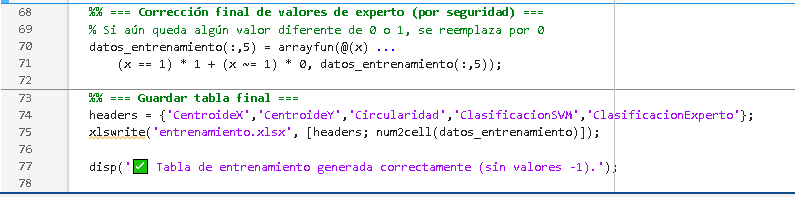 68 %% === Corrección final de valores de experto (por seguridad) ===
69 % Si aún queda algún valor diferente de 0 o 1, se reemplaza por 0
70 datos_entrenamiento(:,5) = arrayfun(@(x) ...
71 (x == 1) * 1 + (x ~= 1) * 0, datos_entrenamiento(:,5));
72
73 %% === Guardar tabla final ===
74 headers = {'CentroideX','CentroideY','Circularidad','ClasificacionSVM','ClasificacionExperto'};
75 xlswrite('entrenamiento.xlsx', [headers; num2cell(datos_entrenamiento)]);
76
77 disp('✅ Tabla de entrenamiento generada correctamente (sin valores -1).');
78